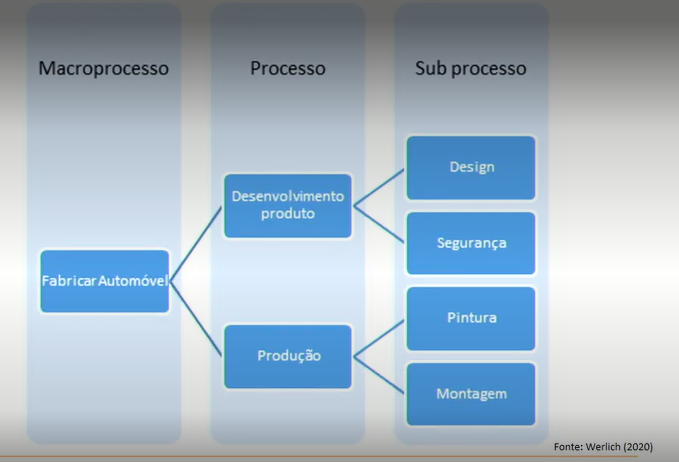 Macroprocesso
Processo
Sub processo
Design
Desenvolvimento
produto
Segurança
Fabricar Automóvel
Pintura
Produção
Montagem
Fonte: Werlich (2020)